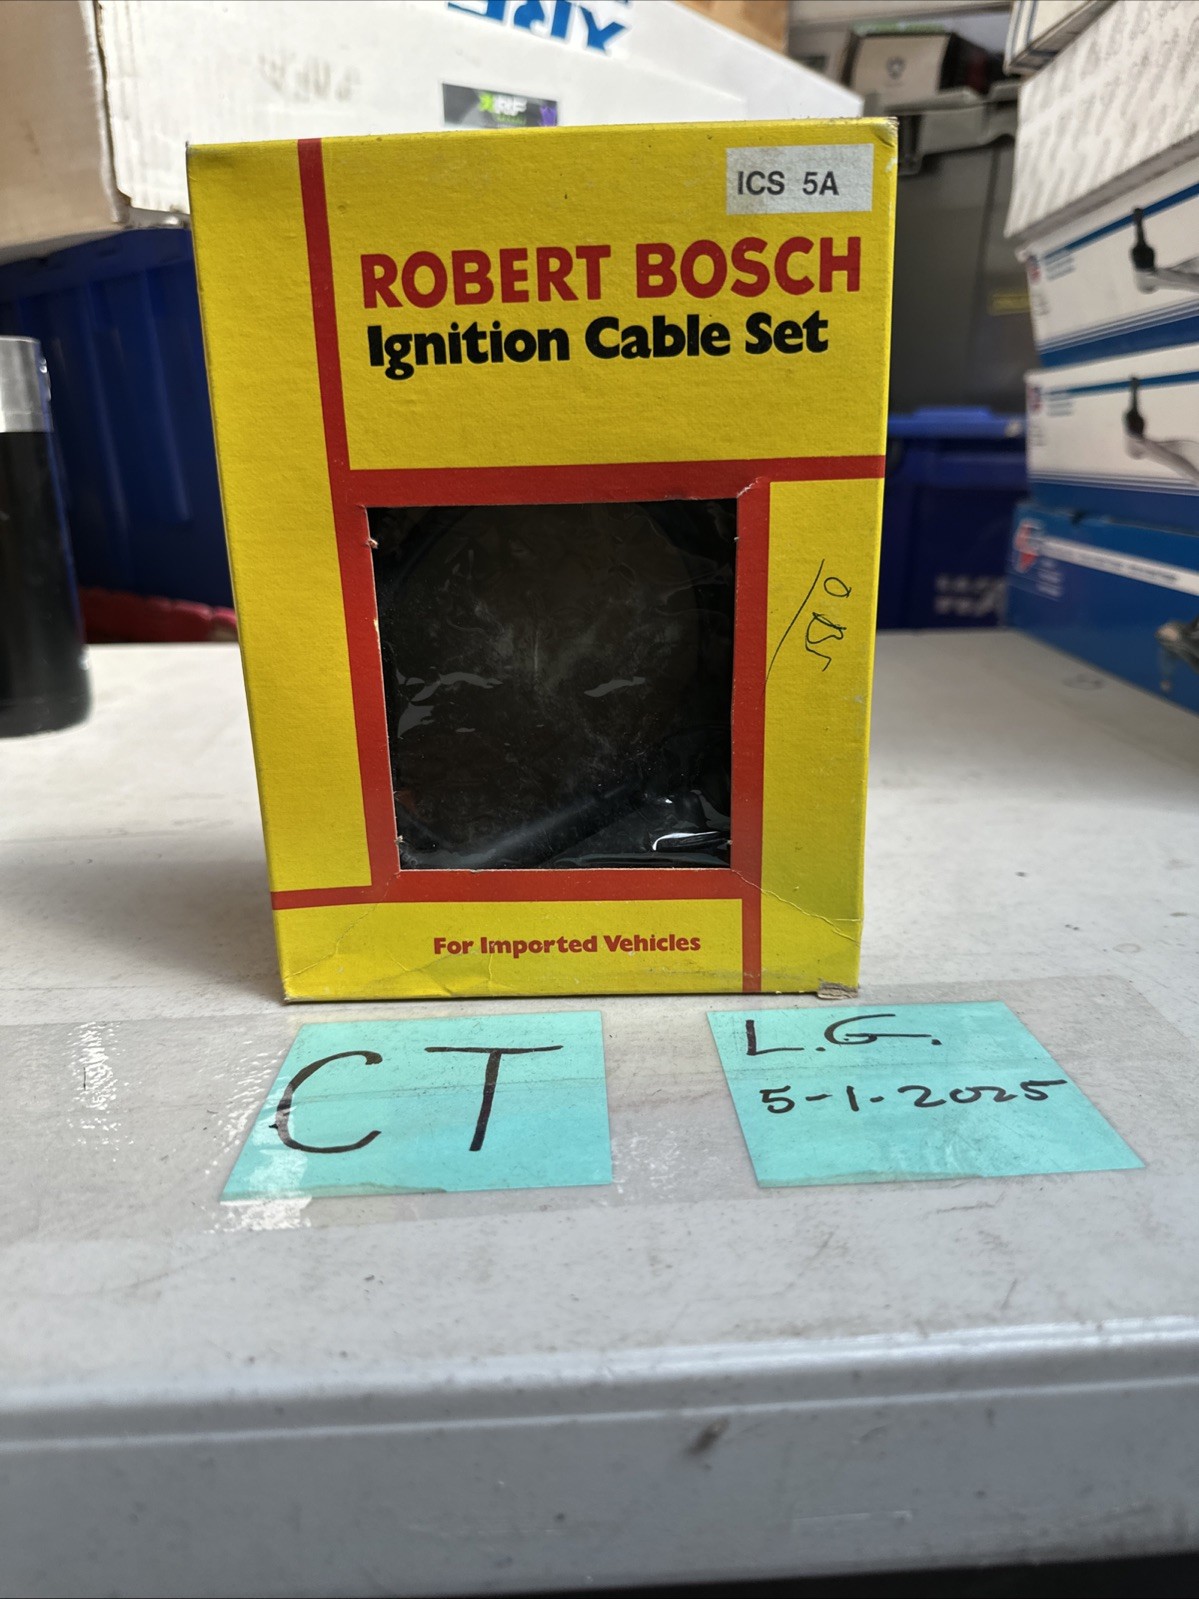 ICS 5A
ROBERT BOSCH
Ignition Cable Set
For Imported Vehicles
CT
L.G.
5-1-2025